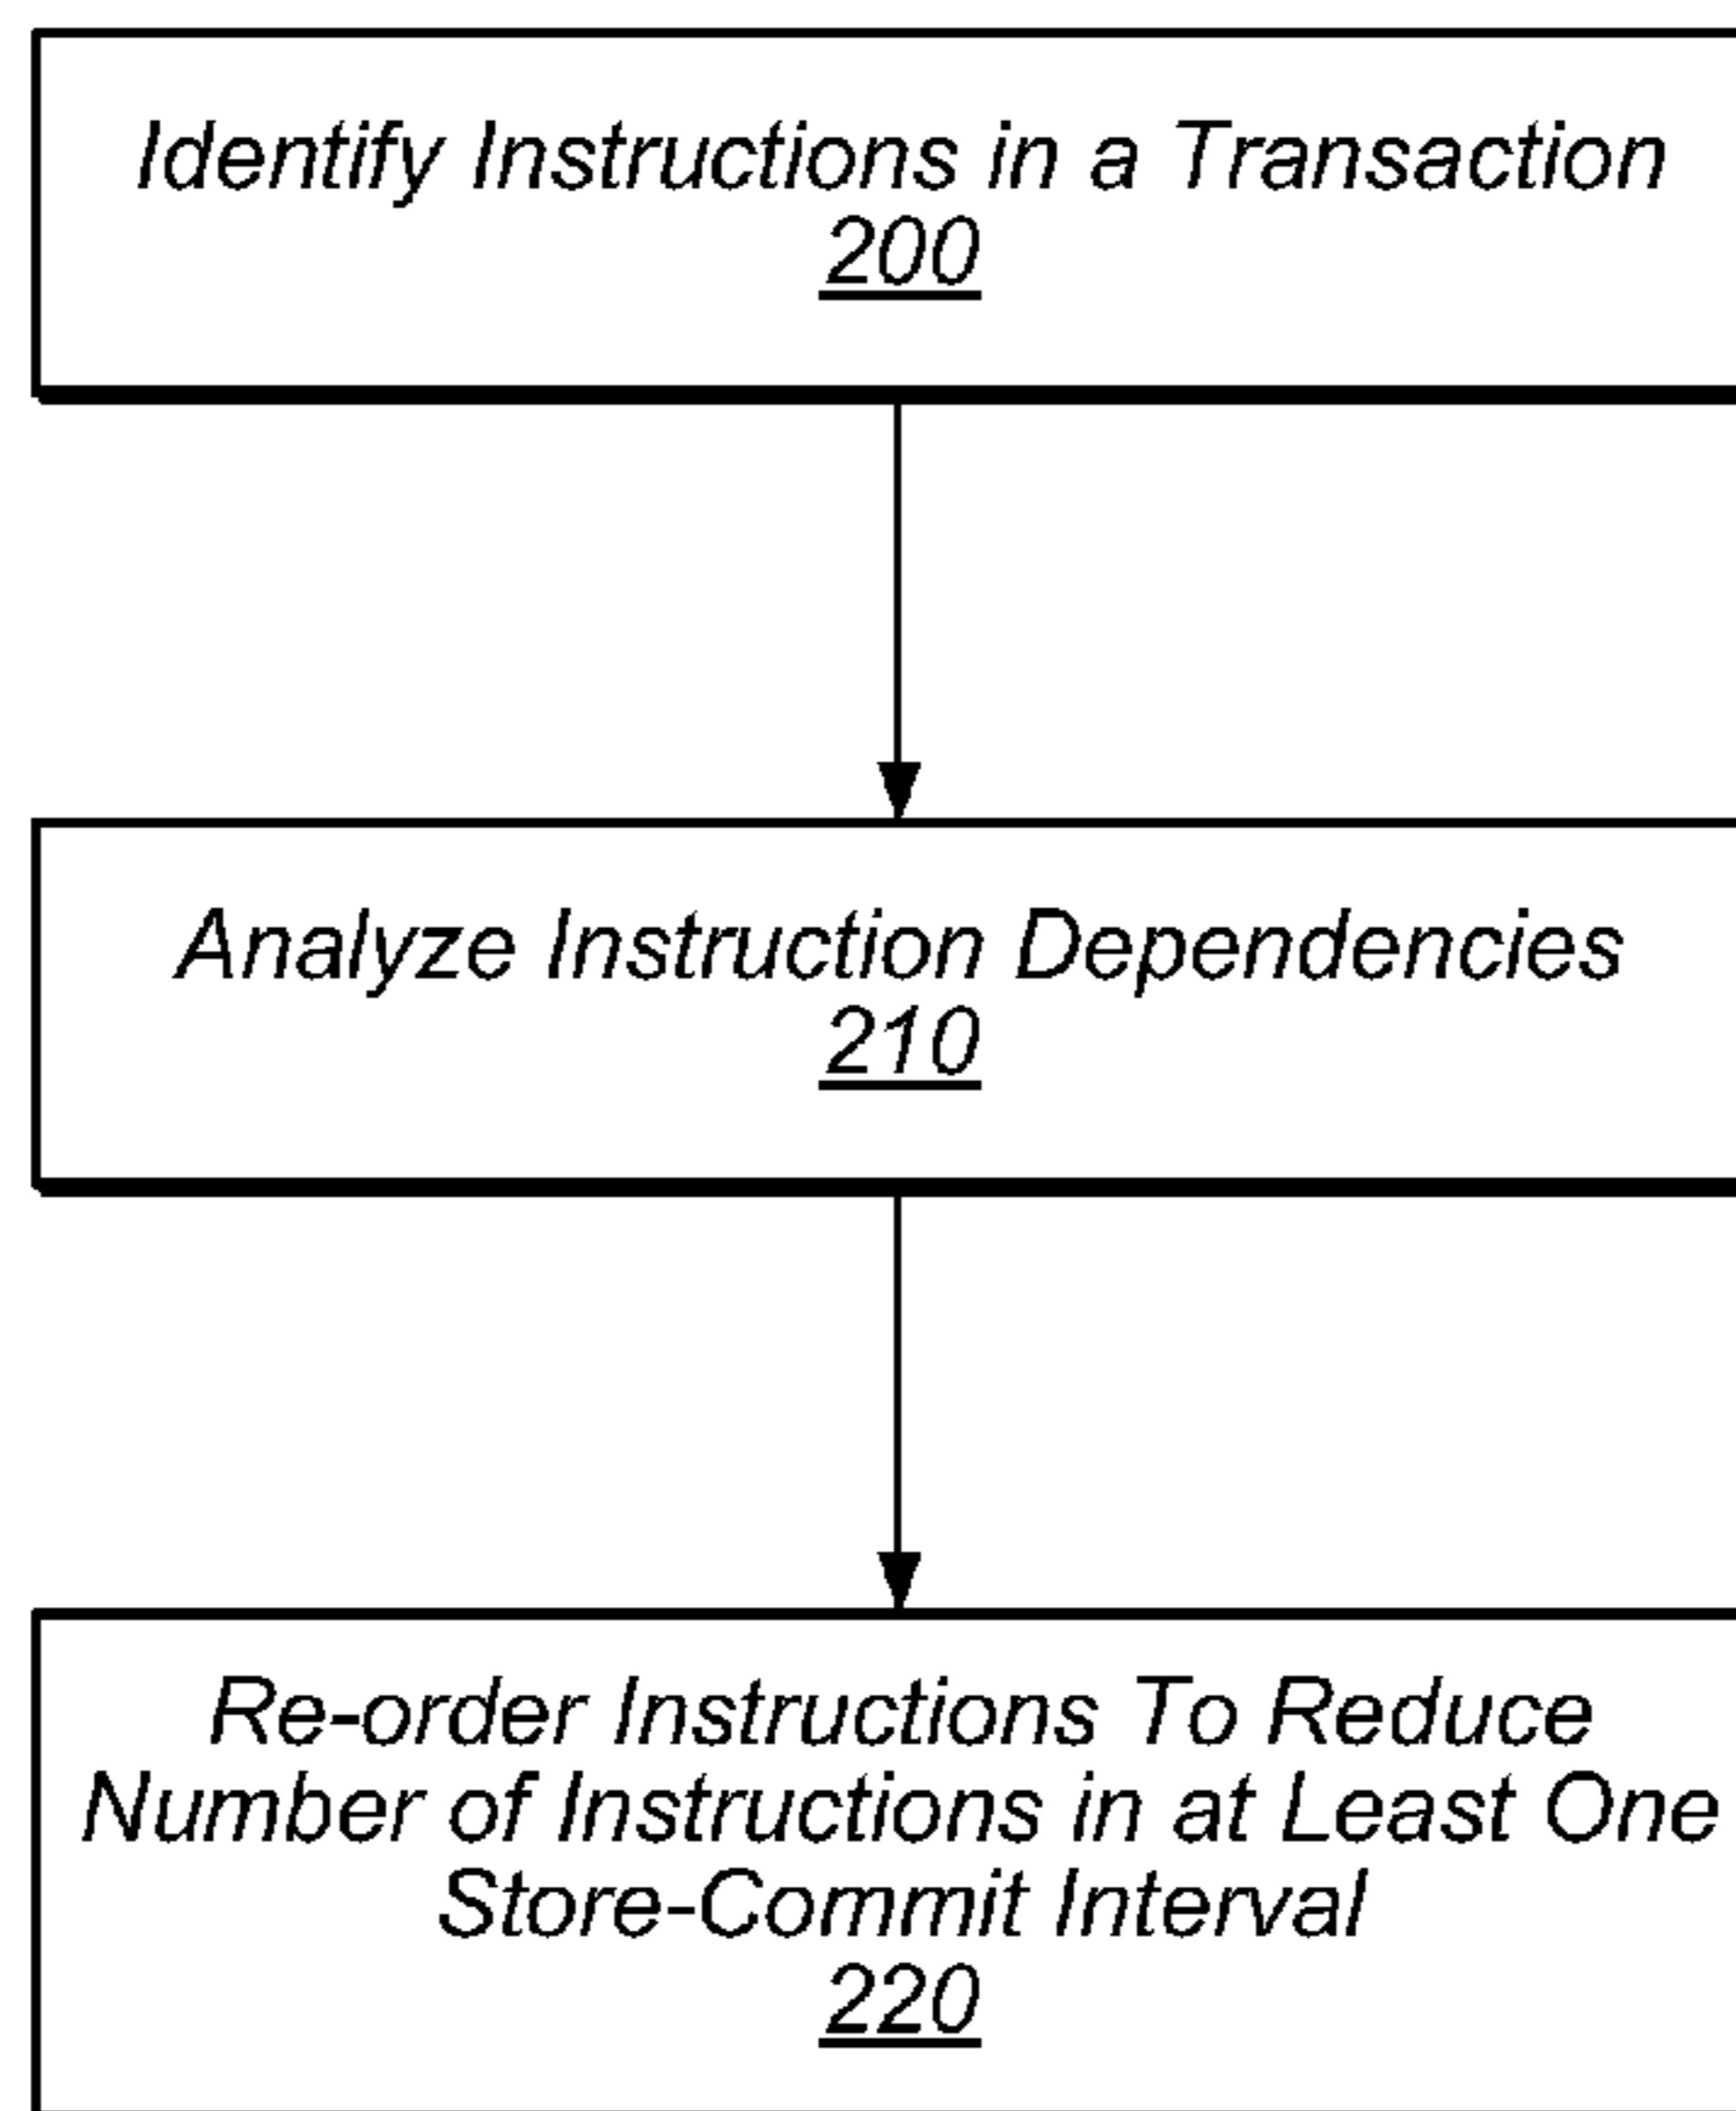 Identify Instructions in a Transaction
200
Analyze Instruction Dependencies
210
Re-order Instructions To Reduce
Number of Instructions in at Least One
Store-Commit Interval
220